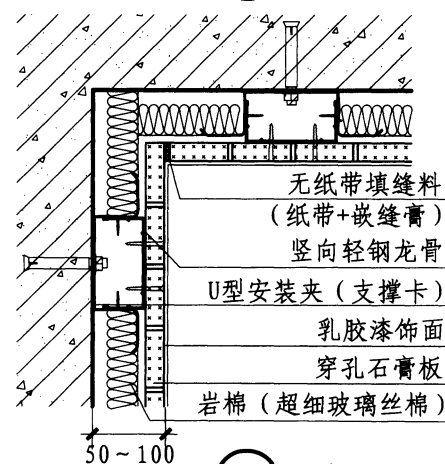 无纸带填缝料
(纸带+嵌缝膏)
竖向轻钢龙骨
U型安装夹(支撑卡)
乳胶漆饰面
穿孔石膏板
岩棉(超细玻璃丝棉)
50~100